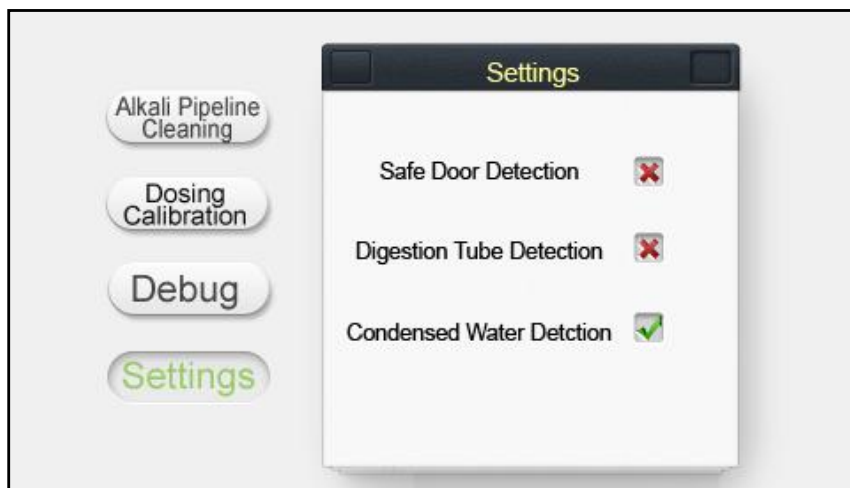 Alkali Pipeline
Cleaning
Dosing
Calibration
Debug
Settings
Settings
Safe Door Detection
Digestion Tube Detection
Condensed Water Detction